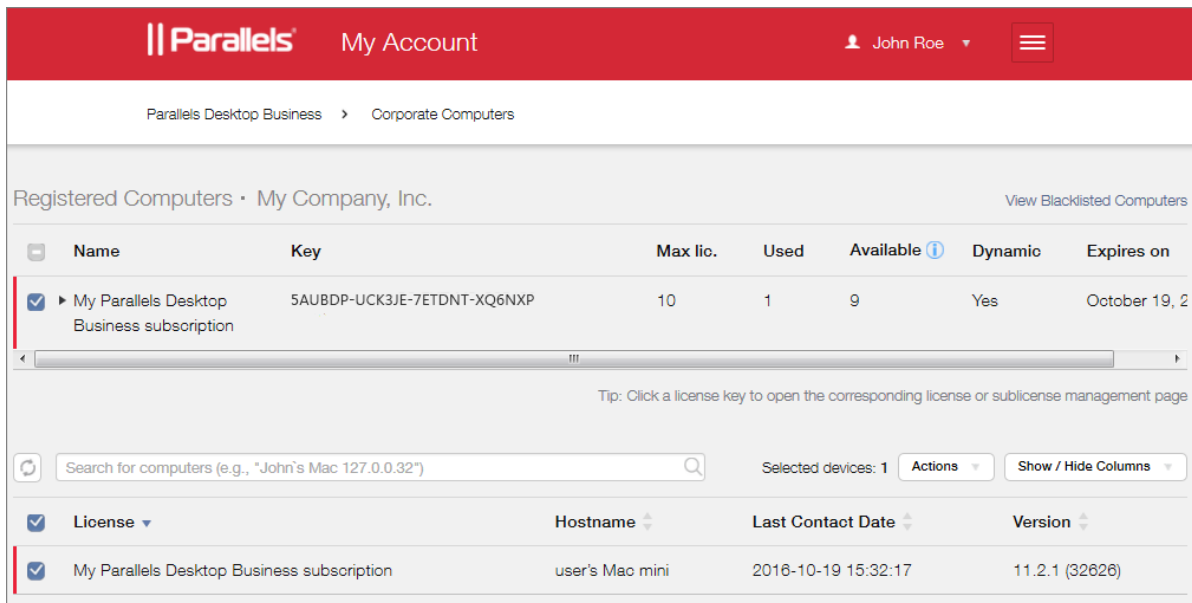 || Parallels® My Account John Roe
Parallels Desktop Business > Corporate Computers
Registered Computers · My Company, Inc. View Blacklisted Computers
Name Key Max lic. Used Available Dynamic Expires on
My Parallels Desktop 5AUBDP-UCK3JE-7ETDNT-XQ6NXP 10 1 9 Yes October 19, 2
Business subscription
Tip: Click a license key to open the corresponding license or sublicense management page
Search for computers (e.g., "John`s Mac 127.0.0.32") Selected devices: 1 Actions Show / Hide Columns
License Hostname Last Contact Date Version
My Parallels Desktop Business subscription user's Mac mini 2016-10-19 15:32:17 11.2.1 (32626)